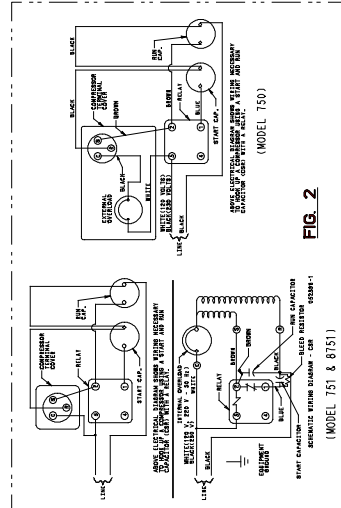 BLACK
BLACK
RUN
CAP.
COMPRESSOR
TERMINAL
COVER
BROWN
BROWN
RELAY
BLUE
START CAP.
BLACK
EXTERNAL
OVERLOAD
WHITE
WHITE(120 VOLTS)
BLACK(230 VOLTS)
LINE
BLACK
ABOVE ELECTRICAL DIAGRAM SHOWS WIRING NECESSARY
TO HOOK UP A COMPRESSOR USING A START AND RUN
CAPACITOR (CSR) WITH A RELAY.
(MODEL 750)
FIG. 2
COMPRESSOR
TERMINAL
COVER
RUN
CAP.
RELAY
START CAP.
LINE
ABOVE ELECTRICAL DIAGRAM SHOWS WIRING NECESSARY
TO HOOK UP A COMPRESSOR USING A START AND RUN
CAPACITOR (CSR) WITH A RELAY.
INTERNAL OVERLOAD
WHITE
RELAY
BROWN
BROWN
BLACK
BLUE
RUN CAPACITOR
BLEED RESISTOR
START CAPACITOR
LINE
BLACK
EQUIPMENT
GROUND
SCHEMATIC WIRING DIAGRAM - CSR
(MODEL 751 & 8751)